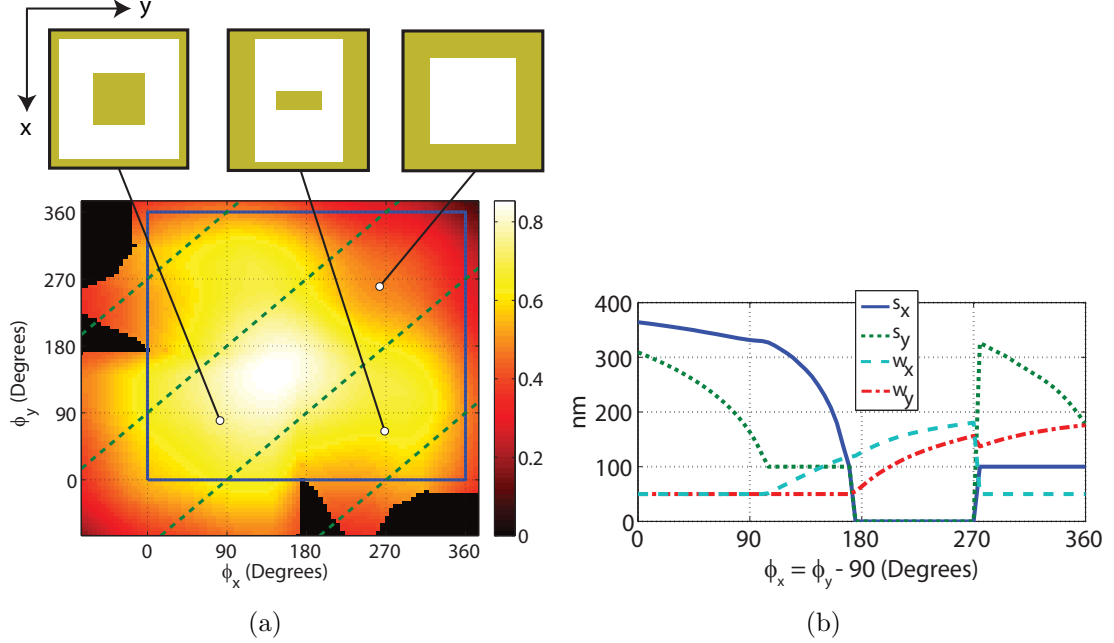 y
x
360
270
180
90
0
ϕy (Degrees)
0 90 180 270 360
ϕx (Degrees)
0.8
0.6
0.4
0.2
0
(a)
400
300
200
100
0
nm
sx
sy
wx
wy
0 90 180 270 360
ϕx = ϕy - 90 (Degrees)
(b)